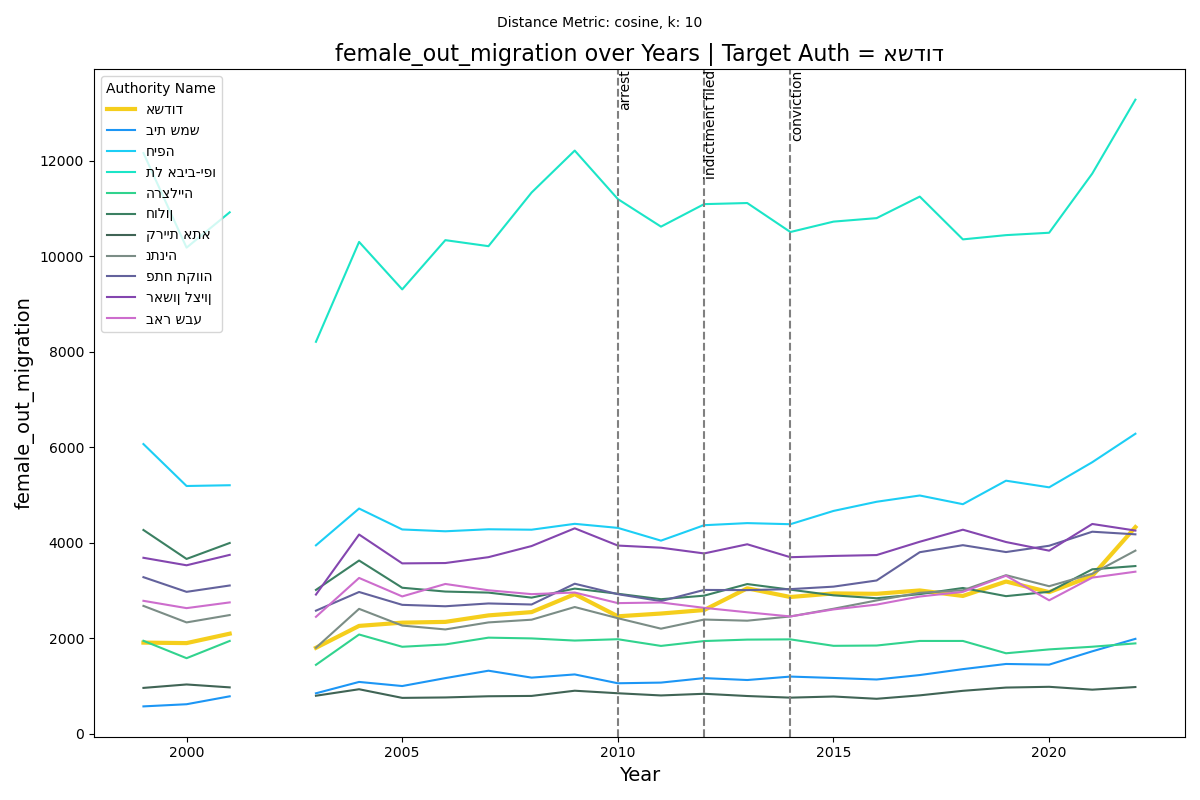 Distance Metric: cosine, k: 10
female_out_migration over Years | Target Auth = אשדוד
Authority Name
אשדוד
בית שמש
חיפה
תל אביב-יפו
הרצלייה
חולון
קריית אתא
נתניה
פתח תקווה
ראשון לציון
באר שבע
arrest
indictment filed
conviction
12000
10000
8000
6000
4000
2000
0
female_out_migration
2000
2005
2010
2015
2020
Year